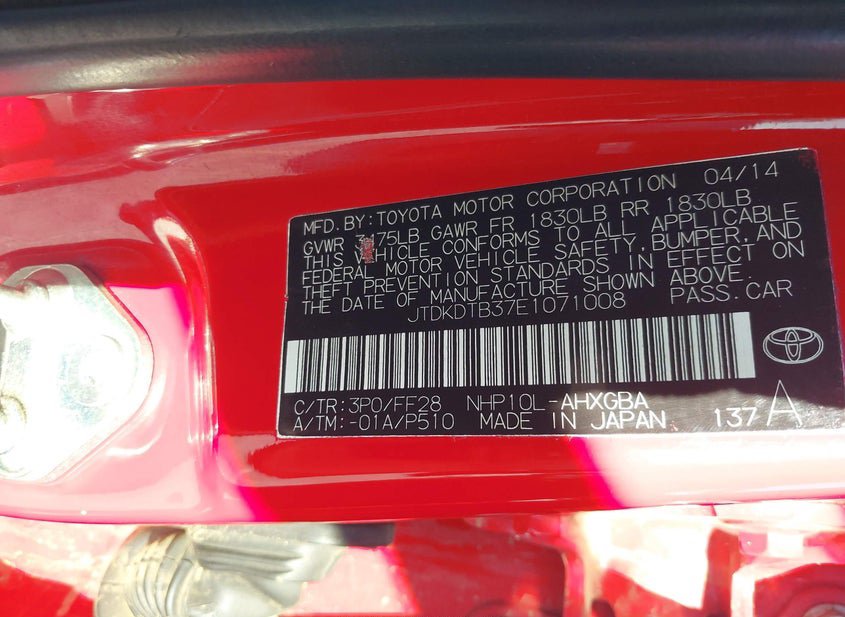 MFD. BY: TOYOTA MOTOR CORPORATION 04/14
GVWR 3475LB GAWR FR 1830LB RR 1830LB
THIS VEHICLE CONFORMS TO ALL APPLICABLE
FEDERAL MOTOR VEHICLE SAFETY, BUMPER, AND
THEFT PREVENTION STANDARDS IN EFFECT ON
THE DATE OF MANUFACTURE SHOWN ABOVE.
JTDKDTB37E1071008 PASS. CAR
C/TR: 3P0/FF28 NHP10L-AHXGBA
A/TM: -01A/P510 MADE IN JAPAN 137 A